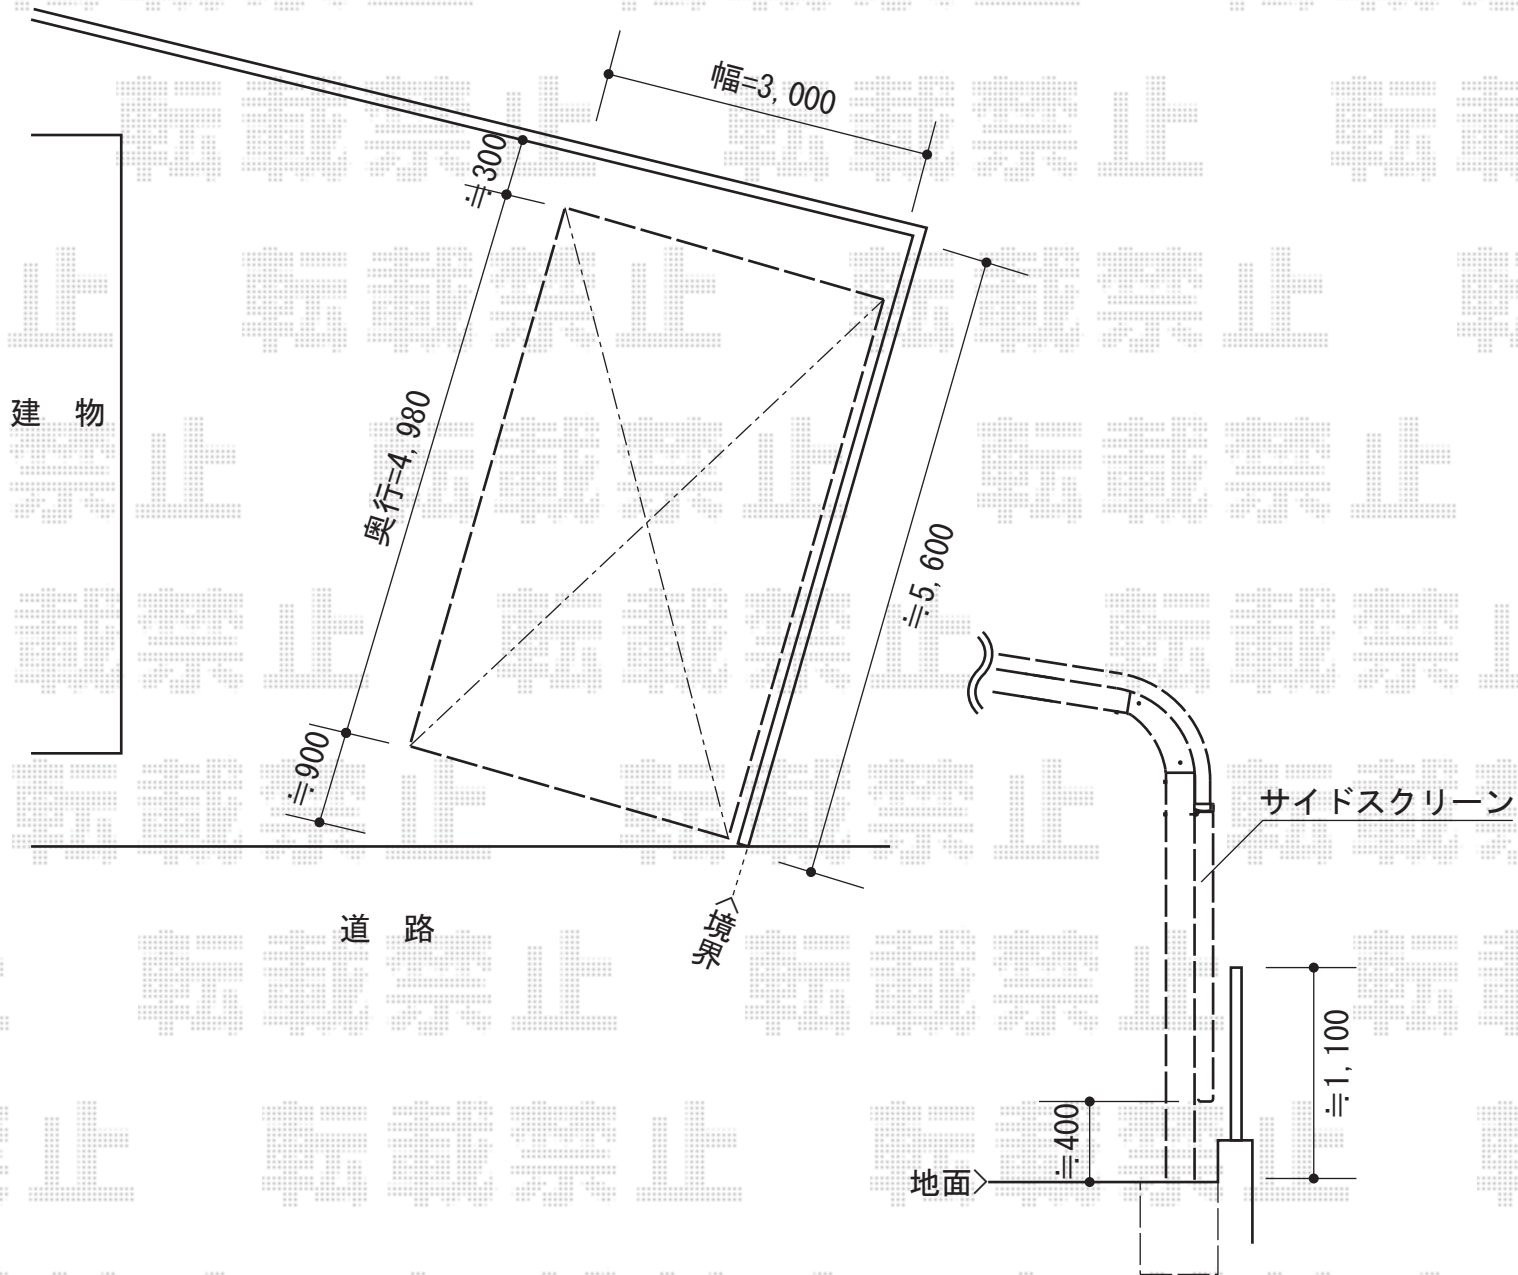 幅=3,000
≒300
建 物
奥行=4,980
≒5,600
≒900
サイドスクリーン
道 路
境界
≒1,100
≒400
地面
転載禁止